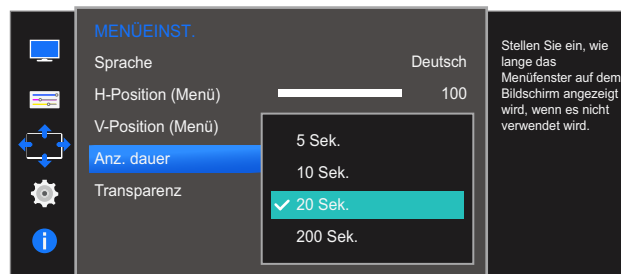 MENÜEINST.
Sprache Deutsch
H-Position (Menü) 100
V-Position (Menü)
Anz. dauer
Transparenz
5 Sek.
10 Sek.
20 Sek.
200 Sek.
Stellen Sie ein, wie
lange das
Menüfenster auf dem
Bildschirm angezeigt
wird, wenn es nicht
verwendet wird.